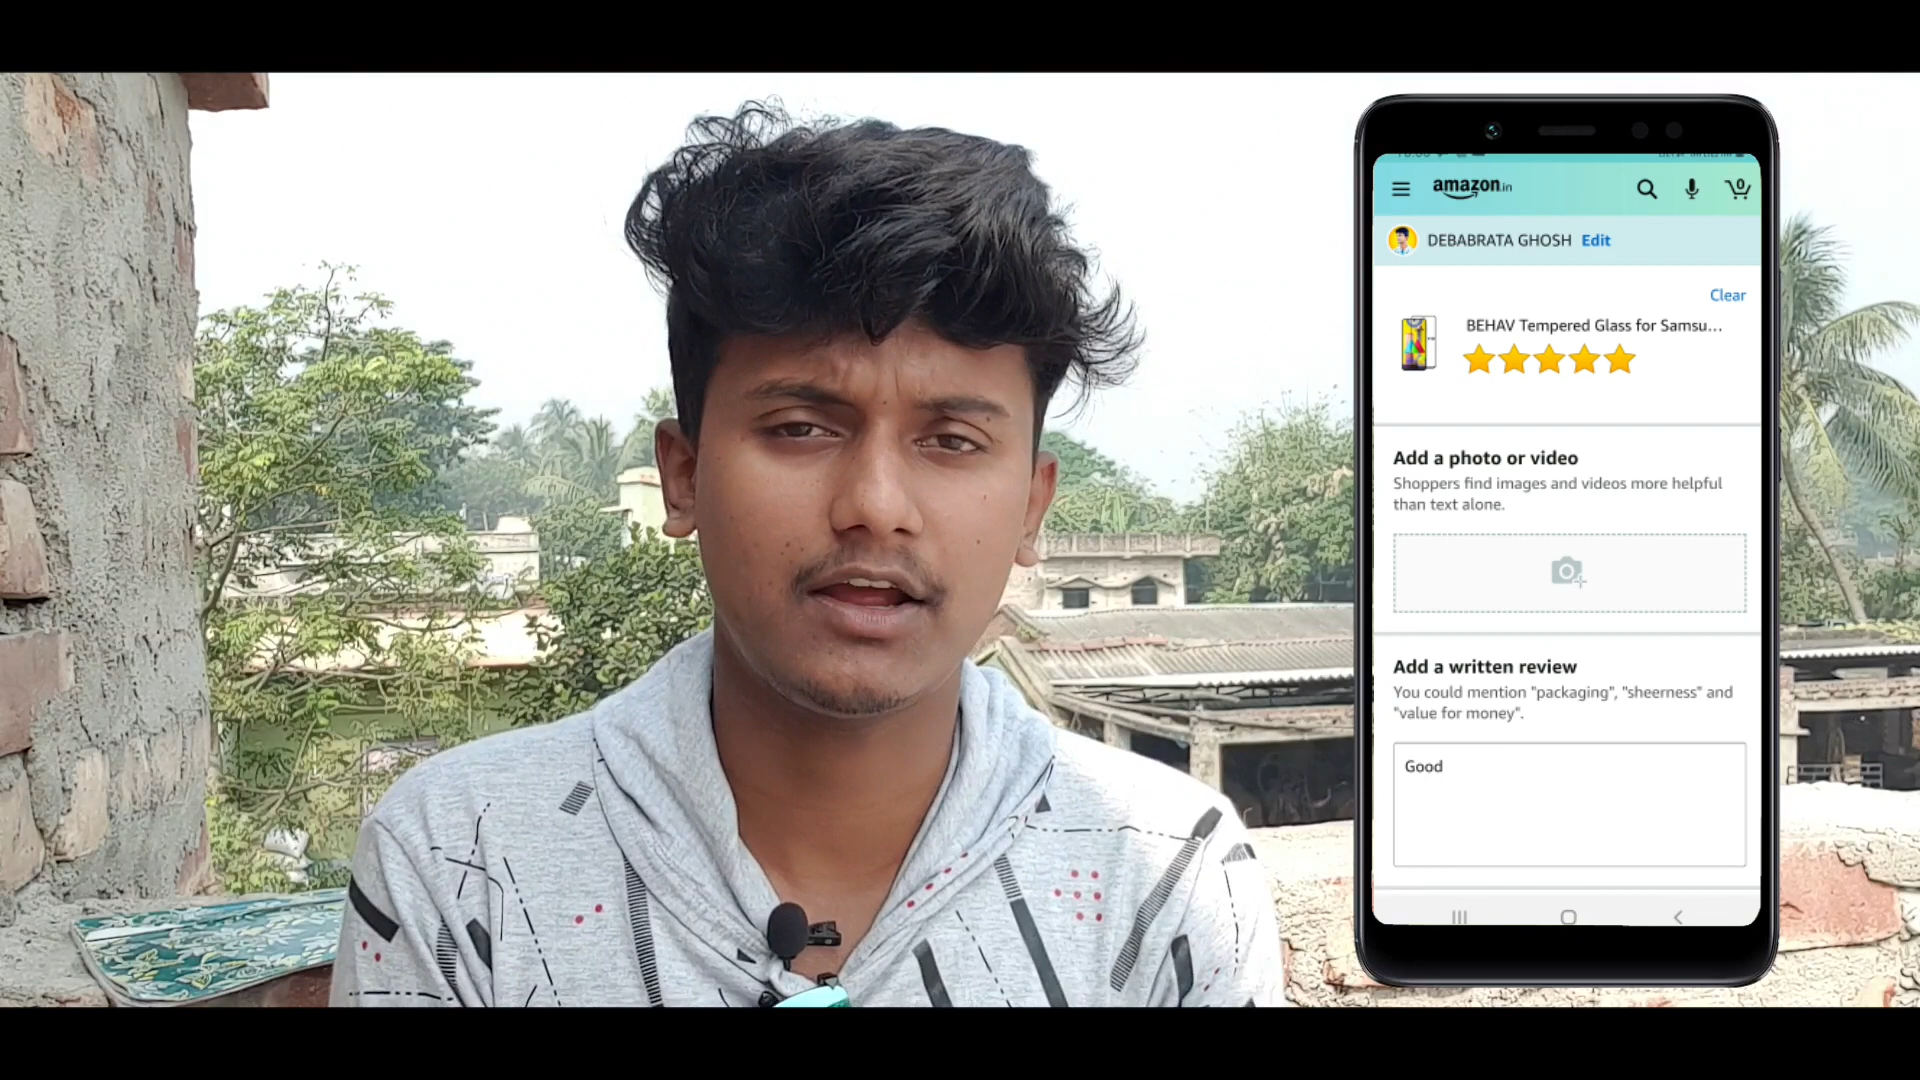 amazon.in
0
DEBABRATA GHOSH Edit
Clear
BEHAV Tempered Glass for Samsu...
Add a photo or video
Shoppers find images and videos more helpful
than text alone.
Add a written review
You could mention "packaging", "sheerness" and
"value for money".
Good